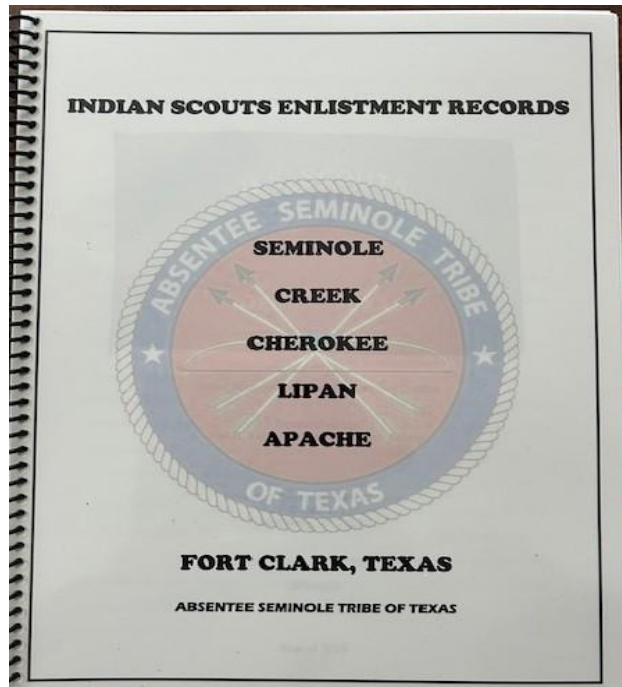 INDIAN SCOUTS ENLISTMENT RECORDS
ABSENTEE SEMINOLE TRIBE
SEMINOLE
CREEK
CHEROKEE
LIPAN
APACHE
OF TEXAS
FORT CLARK, TEXAS
ABSENTEE SEMINOLE TRIBE OF TEXAS